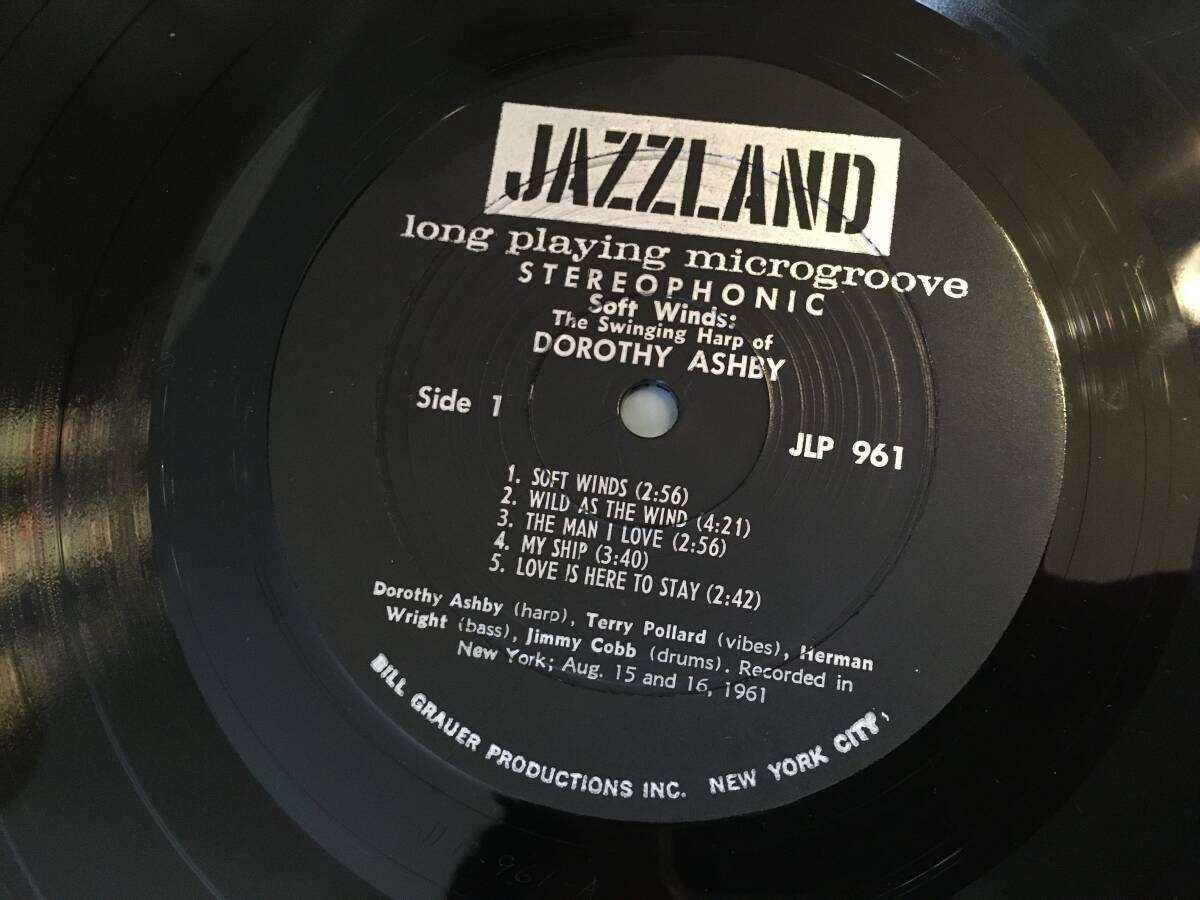 JAZZLAND
long playing microgroove
STEREOPHONIC
Soft Winds:
The Swinging Harp of
DOROTHY ASHBY
Side 1
JLP 961
1. SOFT WINDS (2:56)
2. WILD AS THE WIND (4:21)
3. THE MAN I LOVE (2:56)
4. MY SHIP (3:40)
5. LOVE IS HERE TO STAY (2:42)
Dorothy Ashby (harp), Terry Pollard (vibes), Herman
Wright (bass), Jimmy Cobb (drums). Recorded in
New York; Aug. 15 and 16, 1961
BILL GRAUER PRODUCTIONS INC. NEW YORK CITY,